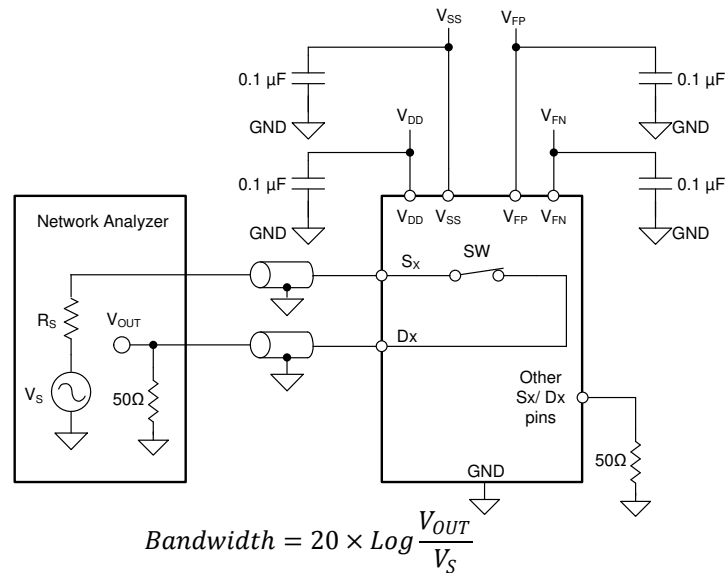 VSS
VFP
0.1 µF
0.1 µF
GND
VDD
VFN
GND
0.1 µF
0.1 µF
GND
VDD
VSS
VFP
VFN
GND
Network Analyzer
SX
SW
RS
VOUT
Dx
VS
50Ω
Other
Sx/ Dx
pins
50Ω
GND
Bandwidth = 20 × Log VOUT / VS